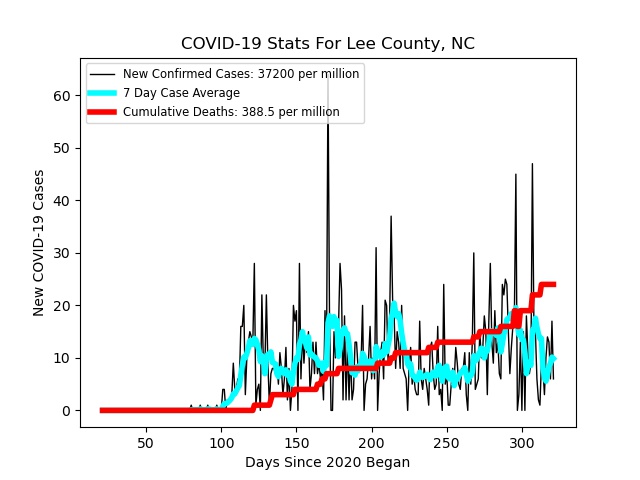 COVID-19 Stats For Lee County, NC
New Confirmed Cases: 37200 per million
7 Day Case Average
Cumulative Deaths: 388.5 per million
New COVID-19 Cases
60
50
40
30
20
10
0
50 100 150 200 250 300
Days Since 2020 Began